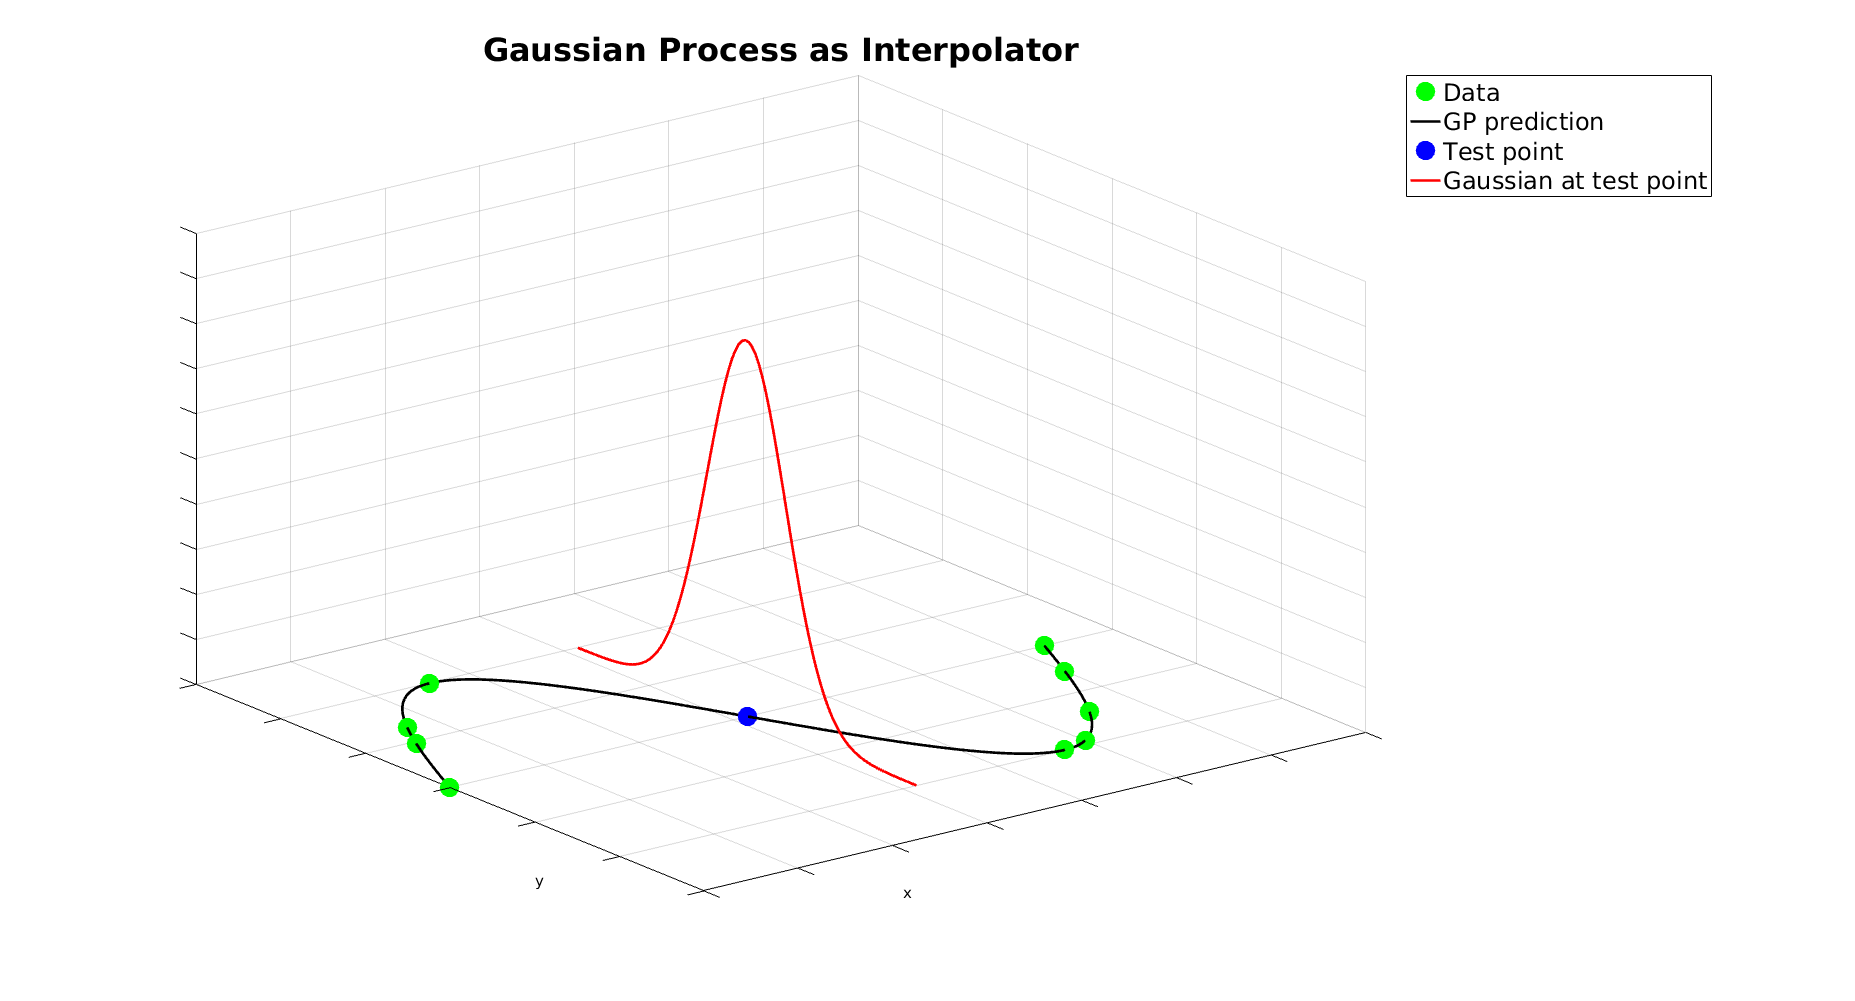 Gaussian Process as Interpolator
Data
GP prediction
Test point
Gaussian at test point
y
x